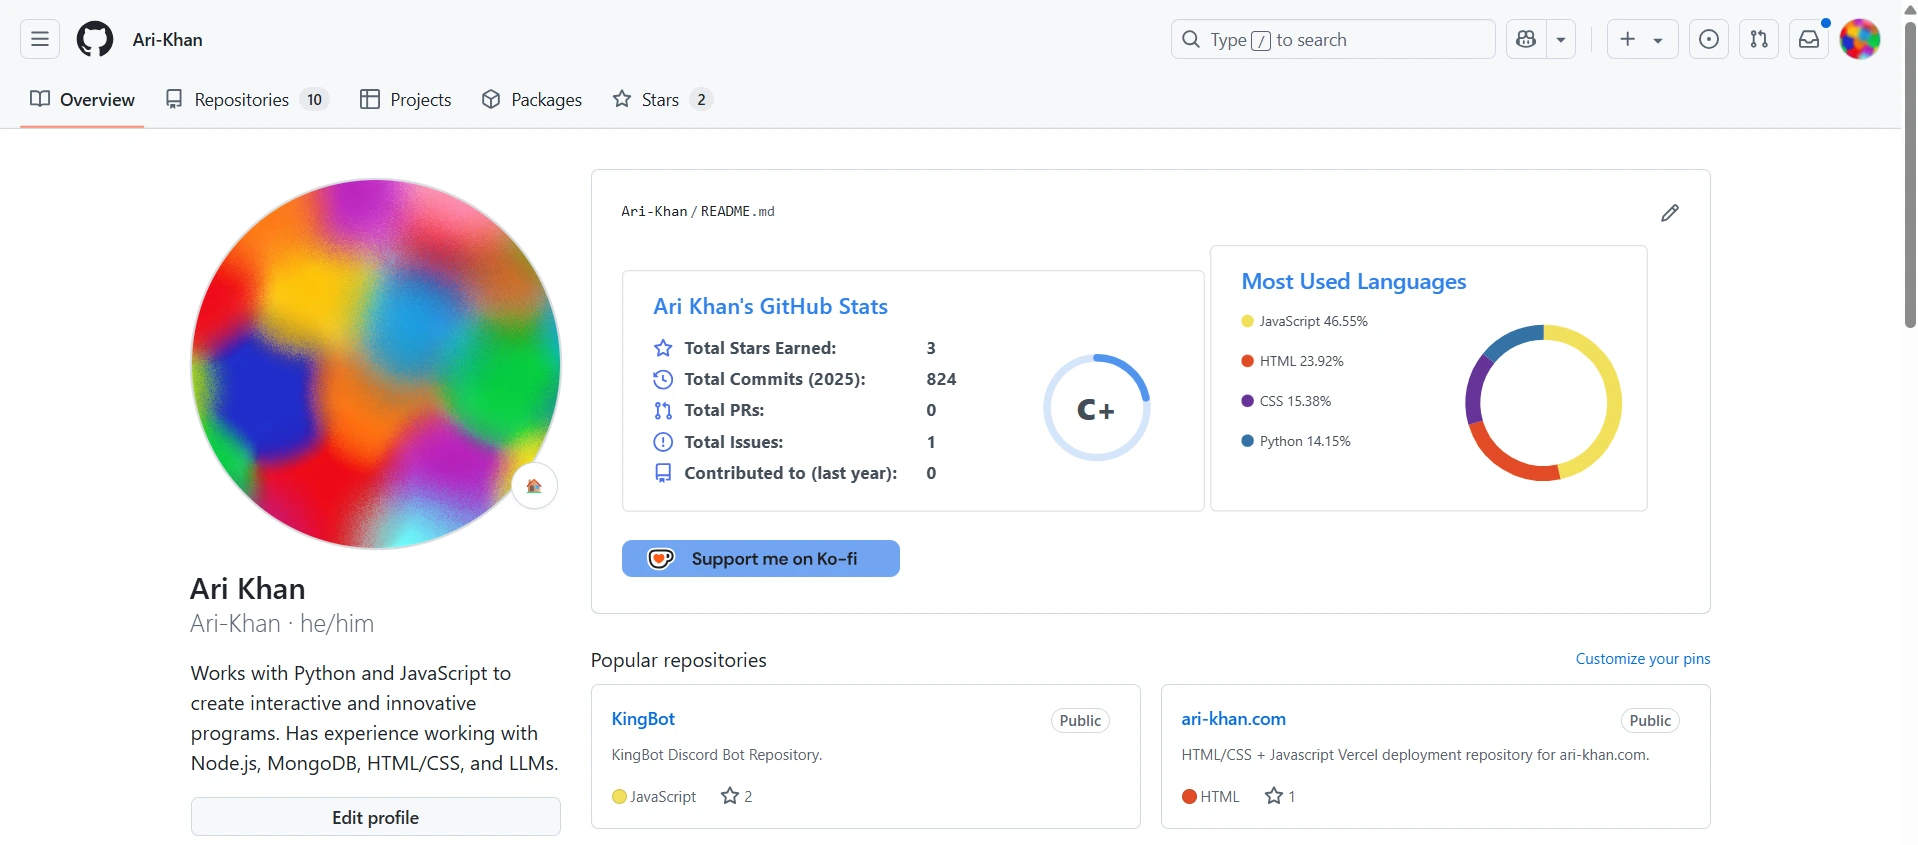 Ari-Khan
Type / to search
Overview
Repositories 10
Projects
Packages
Stars 2
Ari-Khan / README.md
Ari Khan's GitHub Stats
Total Stars Earned: 3
Total Commits (2025): 824
Total PRs: 0
Total Issues: 1
Contributed to (last year): 0
C+
Most Used Languages
JavaScript 46.55%
HTML 23.92%
CSS 15.38%
Python 14.15%
Support me on Ko-fi
Ari Khan
Ari-Khan · he/him
Works with Python and JavaScript to
create interactive and innovative
programs. Has experience working with
Node.js, MongoDB, HTML/CSS, and LLMs.
Edit profile
Popular repositories
Customize your pins
KingBot
Public
KingBot Discord Bot Repository.
JavaScript
2
ari-khan.com
Public
HTML/CSS + Javascript Vercel deployment repository for ari-khan.com.
HTML
1